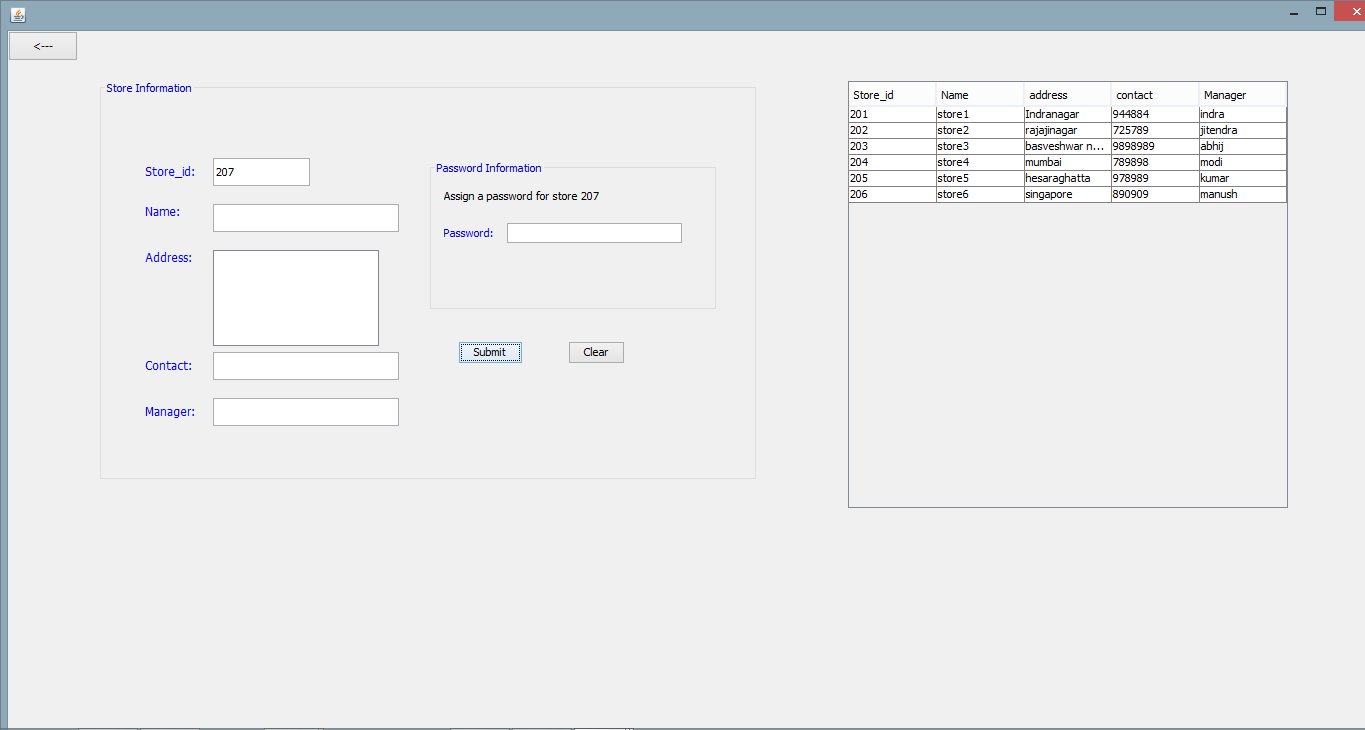 <---
Store Information
Store_id: 207
Name:
Address:
Contact:
Manager:
Password Information
Assign a password for store 207
Password:
Submit Clear
Store_id Name address contact Manager
201 store1 Indranagar 944884 indra
202 store2 rajajinagar 725789 jitendra
203 store3 basveshwar n... 9898989 abhij
204 store4 mumbai 789898 modi
205 store5 hesaraghatta 978989 kumar
206 store6 singapore 890909 manush